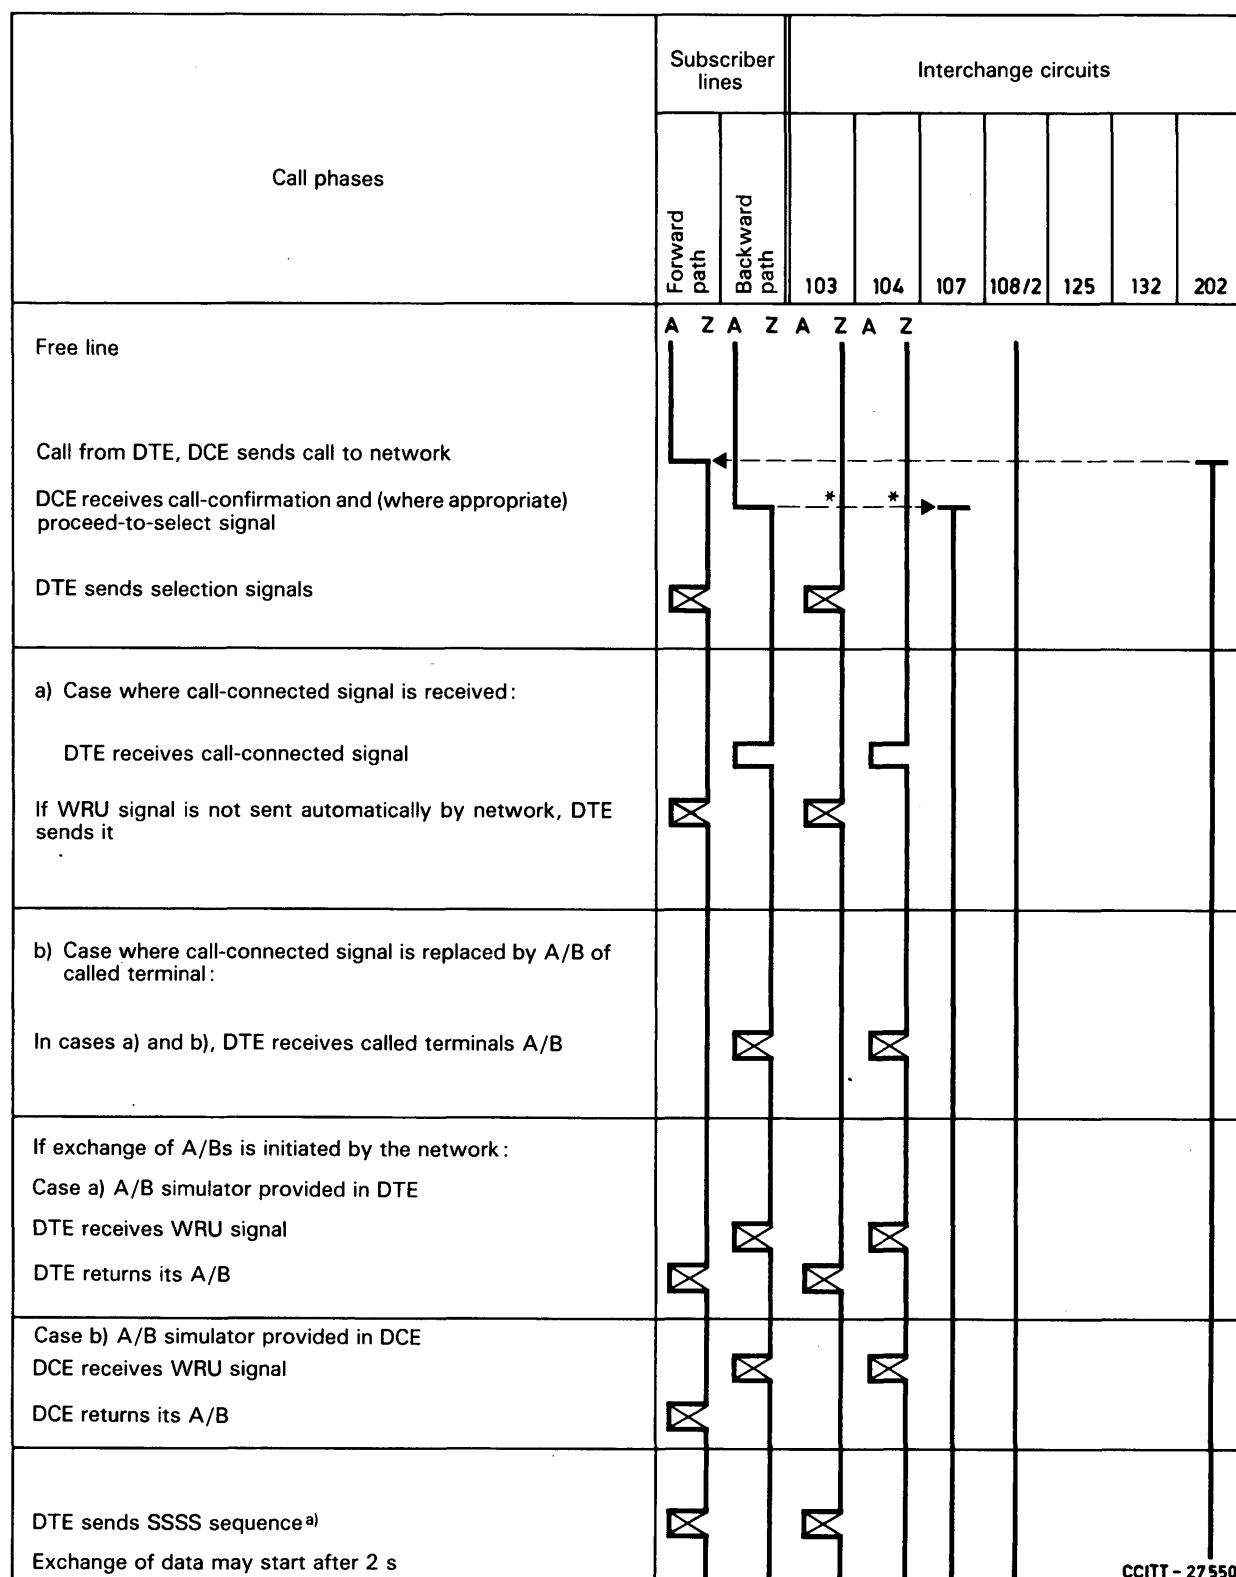 Subscriber
lines
Interchange circuits
Call phases
Forward
path
Backward
path
103
104
107
108/2
125
132
202
A Z A Z A Z A Z
Free line
Call from DTE, DCE sends call to network
DCE receives call-confirmation and (where appropriate)
proceed-to-select signal
* *
DTE sends selection signals
a) Case where call-connected signal is received:
DTE receives call-connected signal
If WRU signal is not sent automatically by network, DTE
sends it
b) Case where call-connected signal is replaced by A/B of
called terminal:
In cases a) and b), DTE receives called terminals A/B
If exchange of A/Bs is initiated by the network:
Case a) A/B simulator provided in DTE
DTE receives WRU signal
DTE returns its A/B
Case b) A/B simulator provided in DCE
DCE receives WRU signal
DCE returns its A/B
DTE sends SSSS sequence a)
Exchange of data may start after 2 s
CCITT - 27550